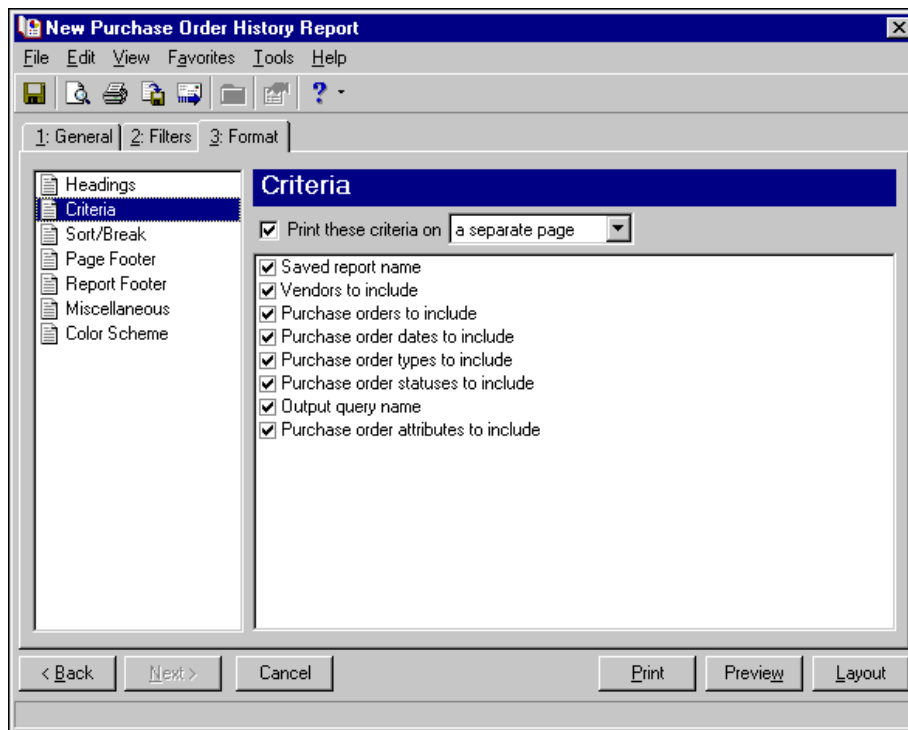 New Purchase Order History Report
File Edit View Favorites Tools Help
?
1: General 2: Filters 3: Format
Headings
Criteria
Sort/Break
Page Footer
Report Footer
Miscellaneous
Color Scheme
Criteria
Print these criteria on a separate page
Saved report name
Vendors to include
Purchase orders to include
Purchase order dates to include
Purchase order types to include
Purchase order statuses to include
Output query name
Purchase order attributes to include
< Back Next > Cancel Print Preview Layout